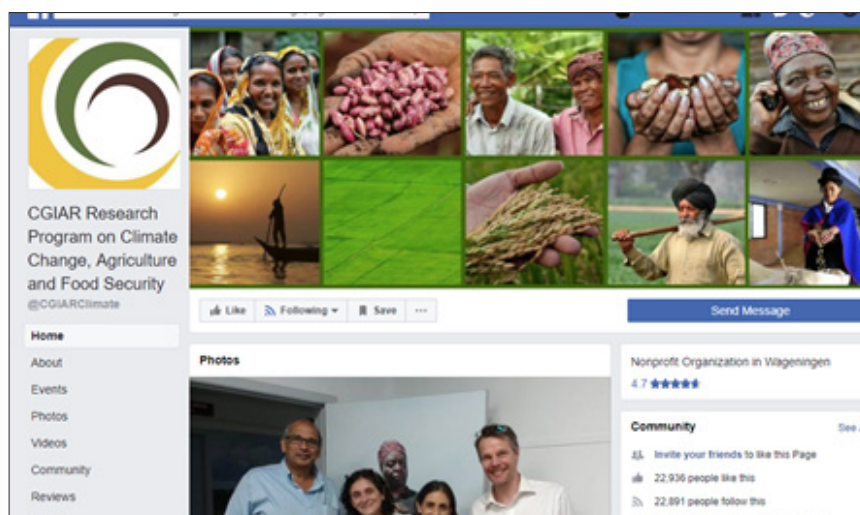 CGIAR Research
Program on Climate
Change, Agriculture
and Food Security
@CGIARClimate
Home
About
Events
Photos
Videos
Community
Reviews
Like
Following
Save
...
Send Message
Photos
Nonprofit Organization in Wageningen
4.7
Community
See
Invite your friends to like this Page
22,936 people like this
22,891 people follow this